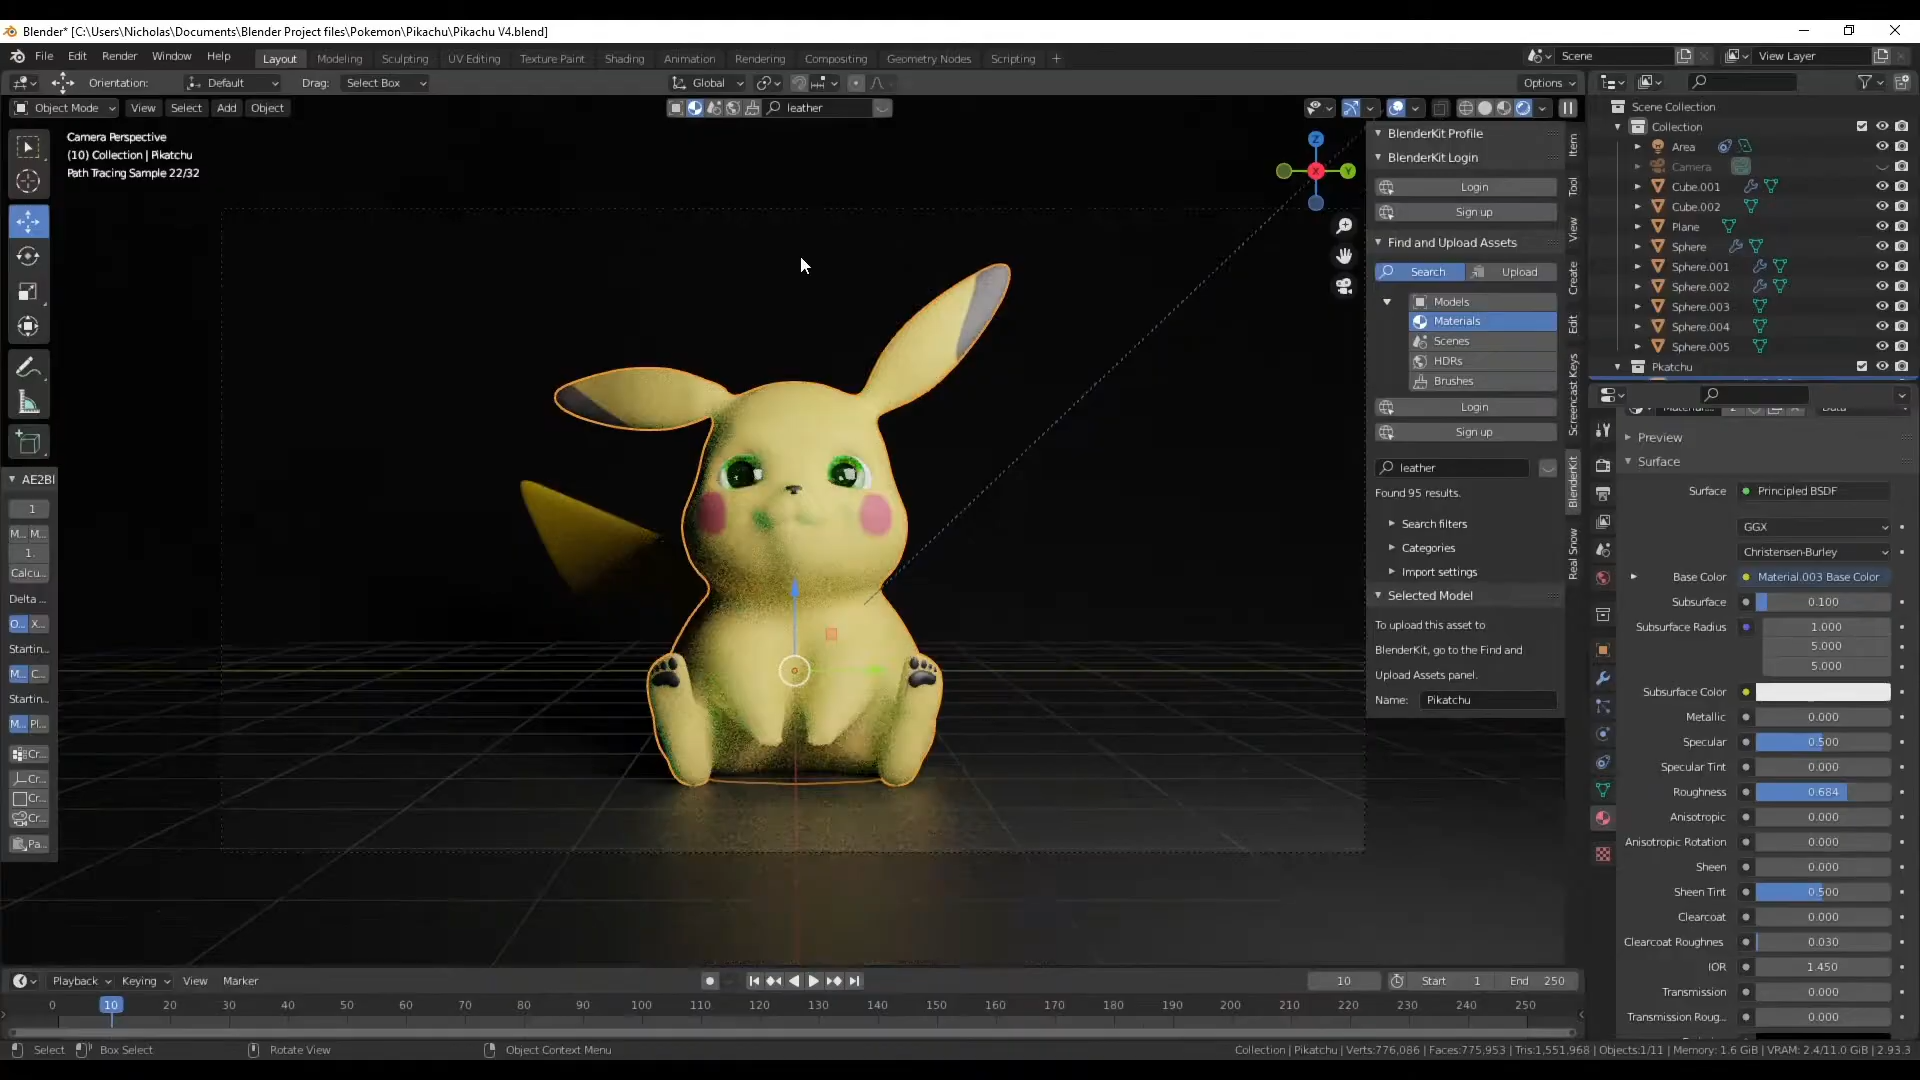 Blender* [C:\Users\Nicholas\Documents\Blender Project files\Pokemon\Pikachu\Pikachu V4.blend]
File Edit Render Window Help Layout Modeling Sculpting UV Editing Texture Paint Shading Animation Rendering Compositing Geometry Nodes Scripting + Scene View Layer
Orientation: Default Drag: Select Box Global Options
Object Mode View Select Add Object leather
Camera Perspective
(10) Collection | Pikatchu
Path Tracing Sample 22/32
AE2Bl
1
M... M...
1.
Calcu...
Delta ...
O... X...
Startin...
M... C...
Startin...
M... Pl...
Cr...
Cr...
Cr...
Cr...
Pa...
Z
X
Y
BlenderKit Profile
BlenderKit Login
Login
Sign up
Find and Upload Assets
Search Upload
Models
Materials
Scenes
HDRs
Brushes
Login
Sign up
leather
Found 95 results.
Search filters
Categories
Import settings
Selected Model
To upload this asset to
BlenderKit, go to the Find and
Upload Assets panel.
Name: Pikatchu
Item
Tool
View
Create
Edit
Screencast Keys
BlenderKit
Real Snow
Scene Collection
Collection
Area
Camera
Cube.001
Cube.002
Plane
Sphere
Sphere.001
Sphere.002
Sphere.003
Sphere.004
Sphere.005
Pkatchu
Preview
Surface
Surface Principled BSDF
GGX
Christensen-Burley
Base Color Material.003 Base Color
Subsurface 0.100
Subsurface Radius 1.000
5.000
5.000
Subsurface Color
Metallic 0.000
Specular 0.500
Specular Tint 0.000
Roughness 0.684
Anisotropic 0.000
Anisotropic Rotation 0.000
Sheen 0.000
Sheen Tint 0.500
Clearcoat 0.000
Clearcoat Roughnes 0.030
IOR 1.450
Transmission 0.000
Transmission Roug... 0.000
Playback Keying View Marker 10 Start 1 End 250
0 10 20 30 40 50 60 70 80 90 100 110 120 130 140 150 160 170 180 190 200 210 220 230 240 250
Select Box Select Rotate View Object Context Menu Collection | Pikatchu | Verts:776,086 | Faces:775,953 | Tris:1,551,968 | Objects:1/11 | Memory: 1.6 GiB | VRAM: 2.4/11.0 GiB | 2.93.3